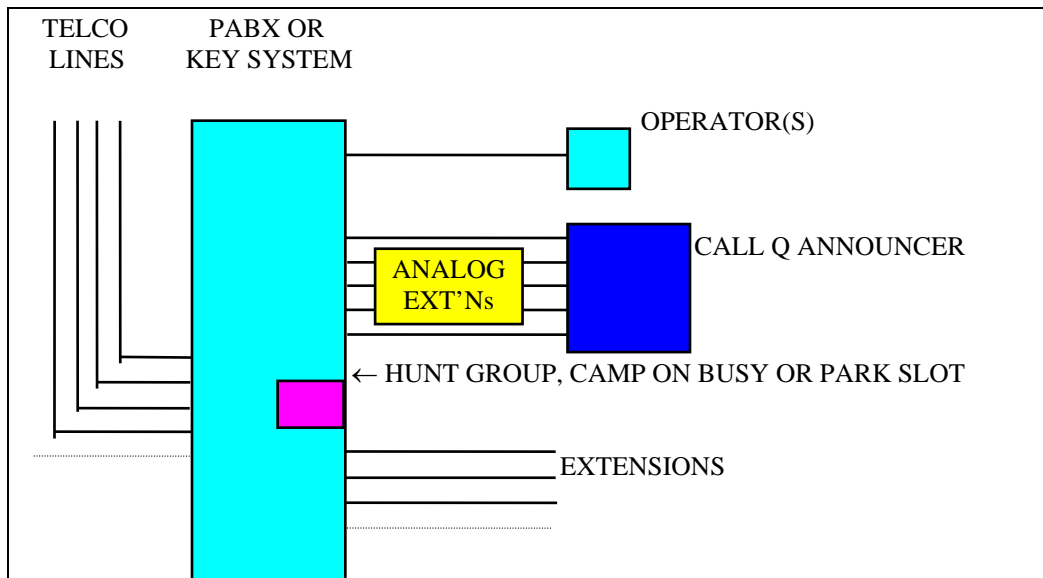 TELCO
LINES
PABX OR
KEY SYSTEM
OPERATOR(S)
CALL Q ANNOUNCER
ANALOG
EXT’Ns
← HUNT GROUP, CAMP ON BUSY OR PARK SLOT
EXTENSIONS